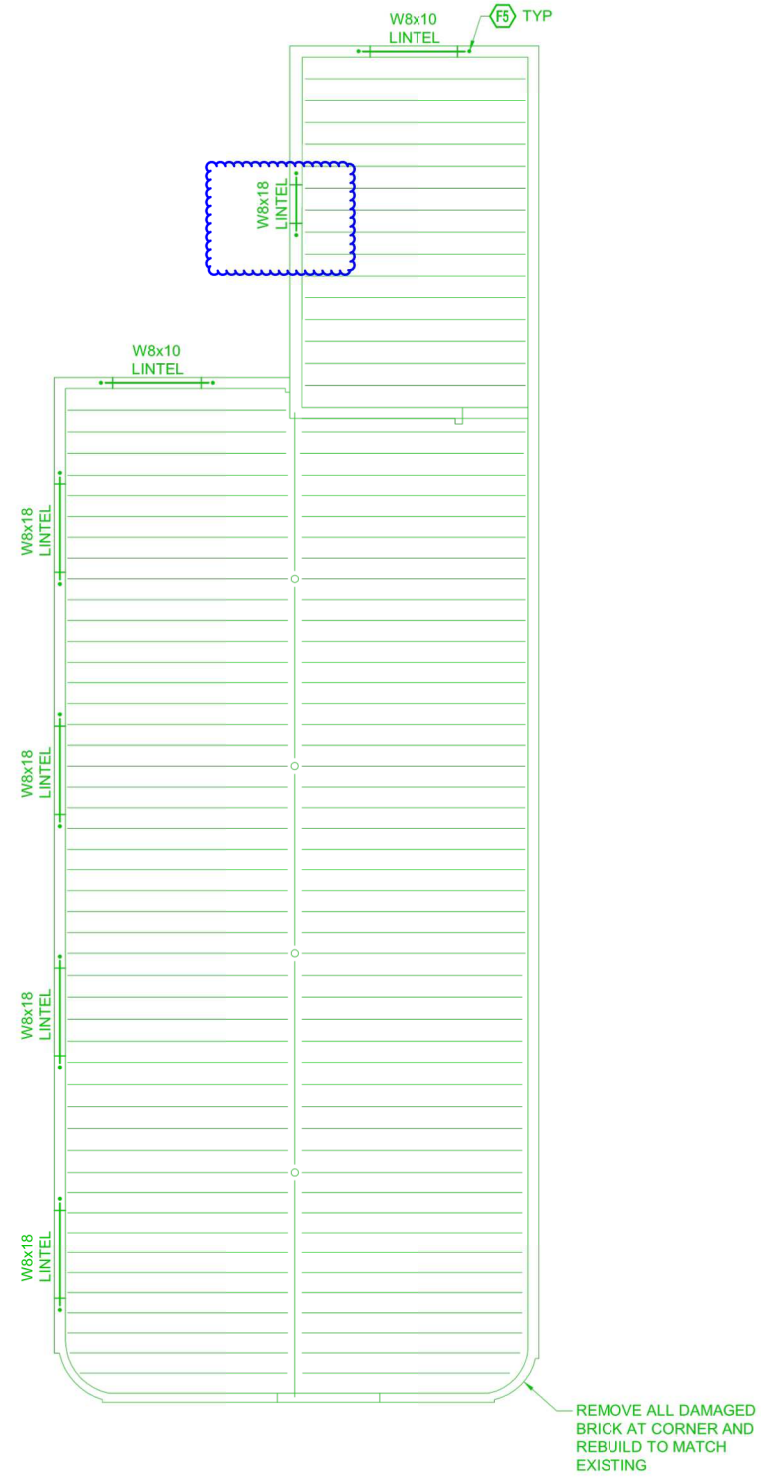 W8x10
LINTEL
F5 TYP
W8x18
LINTEL
W8x10
LINTEL
W8x18
LINTEL
W8x18
LINTEL
W8x18
LINTEL
W8x18
LINTEL
REMOVE ALL DAMAGED
BRICK AT CORNER AND
REBUILD TO MATCH
EXISTING